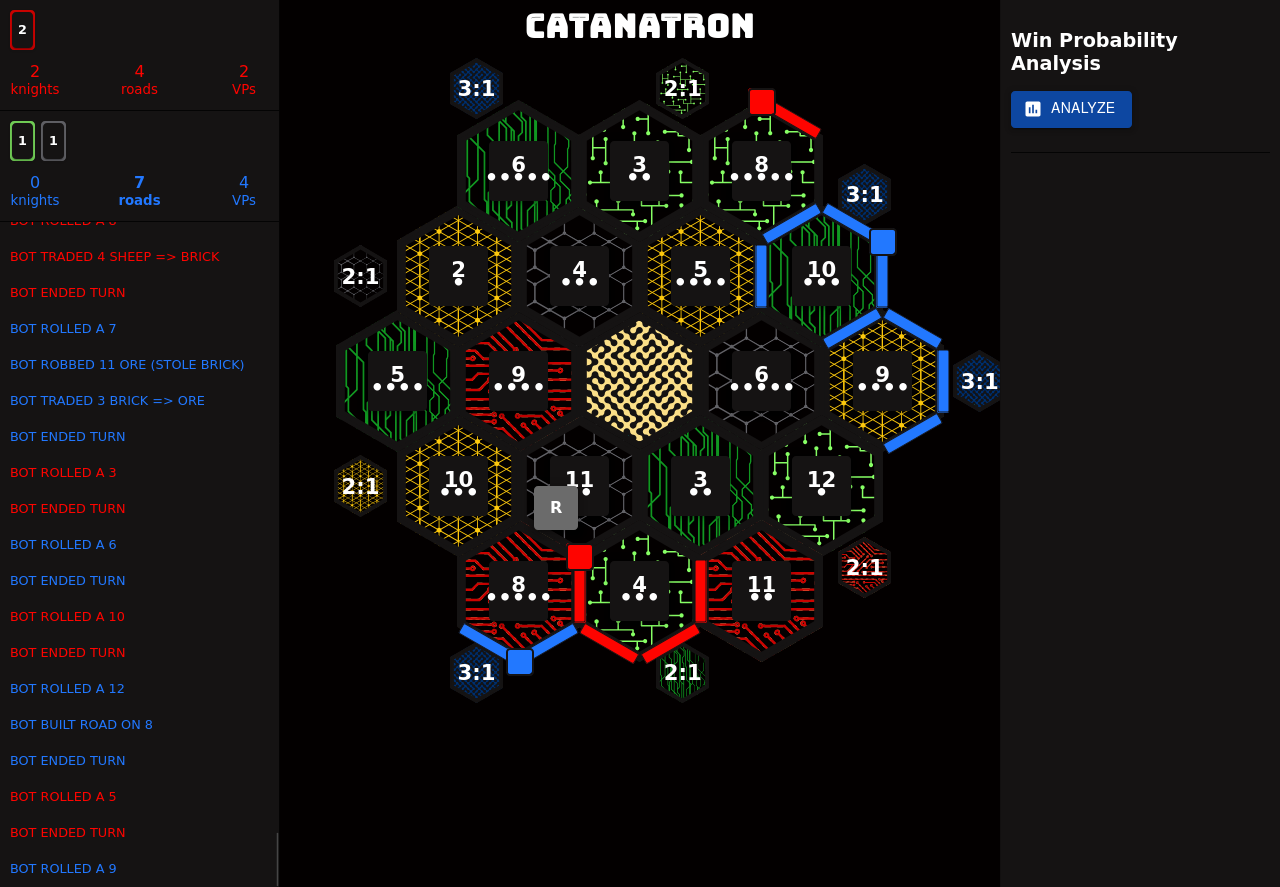 CATANATRON
2
2 4 2
knights roads VPs
1 1
0 7 4
knights roads VPs
BOT TRADED 4 SHEEP => BRICK
BOT ENDED TURN
BOT ROLLED A 7
BOT ROBBED 11 ORE (STOLE BRICK)
BOT TRADED 3 BRICK => ORE
BOT ENDED TURN
BOT ROLLED A 3
BOT ENDED TURN
BOT ROLLED A 6
BOT ENDED TURN
BOT ROLLED A 10
BOT ENDED TURN
BOT ROLLED A 12
BOT BUILT ROAD ON 8
BOT ENDED TURN
BOT ROLLED A 5
BOT ENDED TURN
BOT ROLLED A 9
3:1 2:1
6 3 8
3:1
2:1 2 4 5 10
5 9 6 9 3:1
2:1 10 11 3 12
R
8 4 11 2:1
3:1 2:1
Win Probability
Analysis
ANALYZE